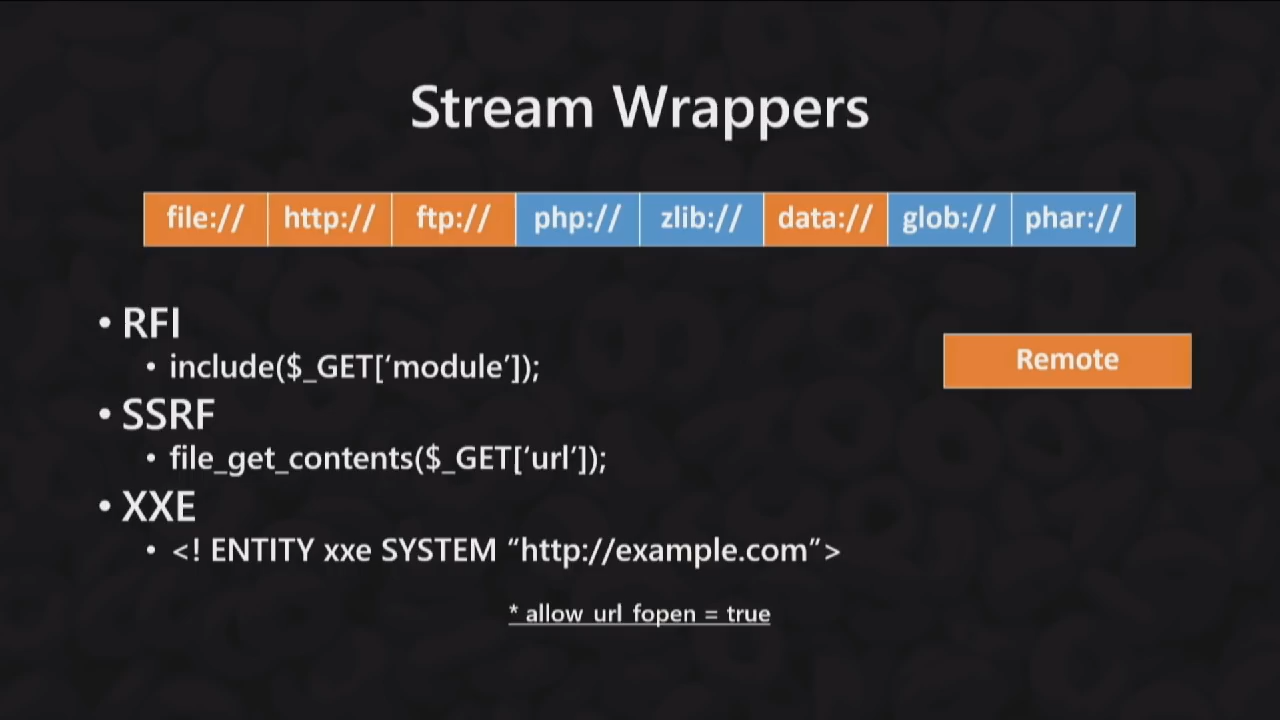 Stream Wrappers
file:// http:// ftp:// php:// zlib:// data:// glob:// phar://
• RFI
• include($_GET[‘module’]);
Remote
• SSRF
• file_get_contents($_GET[‘url’]);
• XXE
• <! ENTITY xxe SYSTEM “http://example.com”>
* allow_url_fopen = true